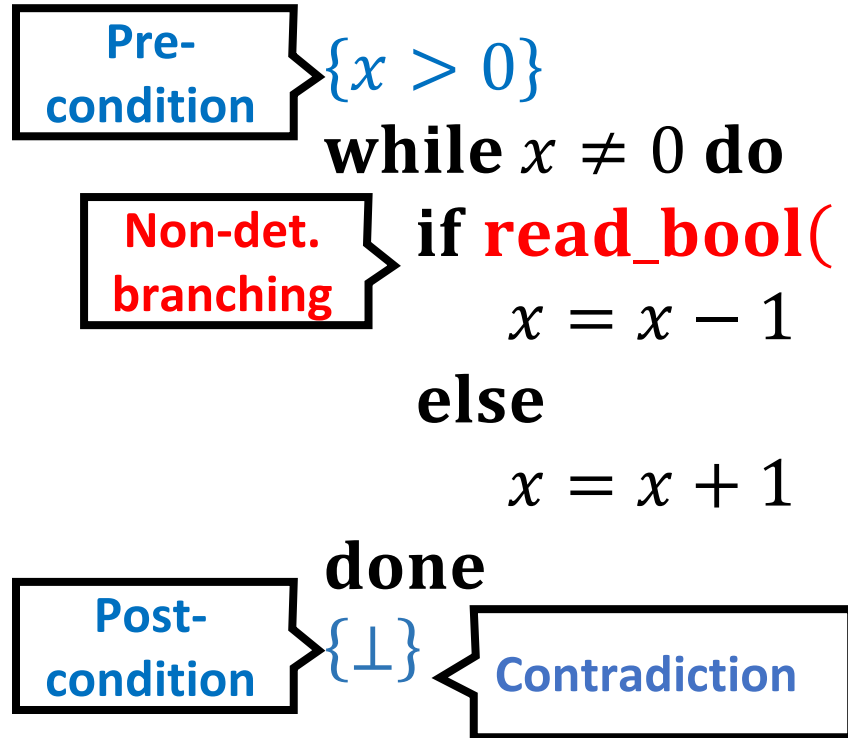 Pre-
condition
{x > 0}
while x ≠ 0 do
Non-det.
branching
if read_bool(
x = x − 1
else
x = x + 1
done
Post-
condition
{⊥}
Contradiction